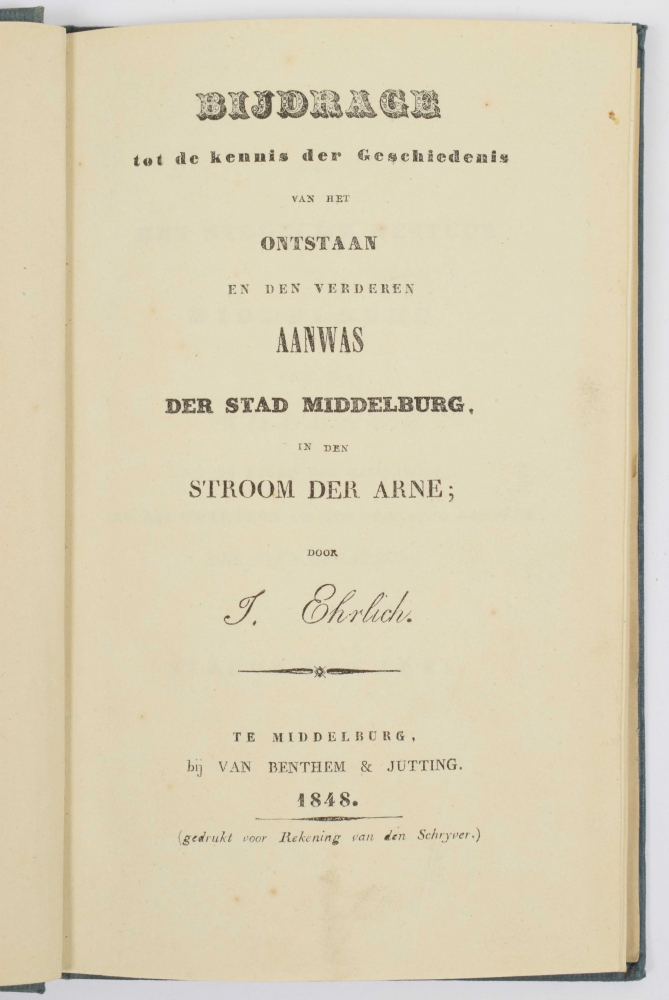 BIJDRAGE
tot de kennis der Geschiedenis
VAN HET
ONTSTAAN
EN DEN VERDEREN
AANWAS
DER STAD MIDDELBURG,
IN DEN
STROOM DER ARNE;
DOOR
J. Ehrlich.
TE MIDDELBURG,
bij VAN BENTHEM & JUTTING.
1848.
(gedrukt voor Rekening van den Schryver.)